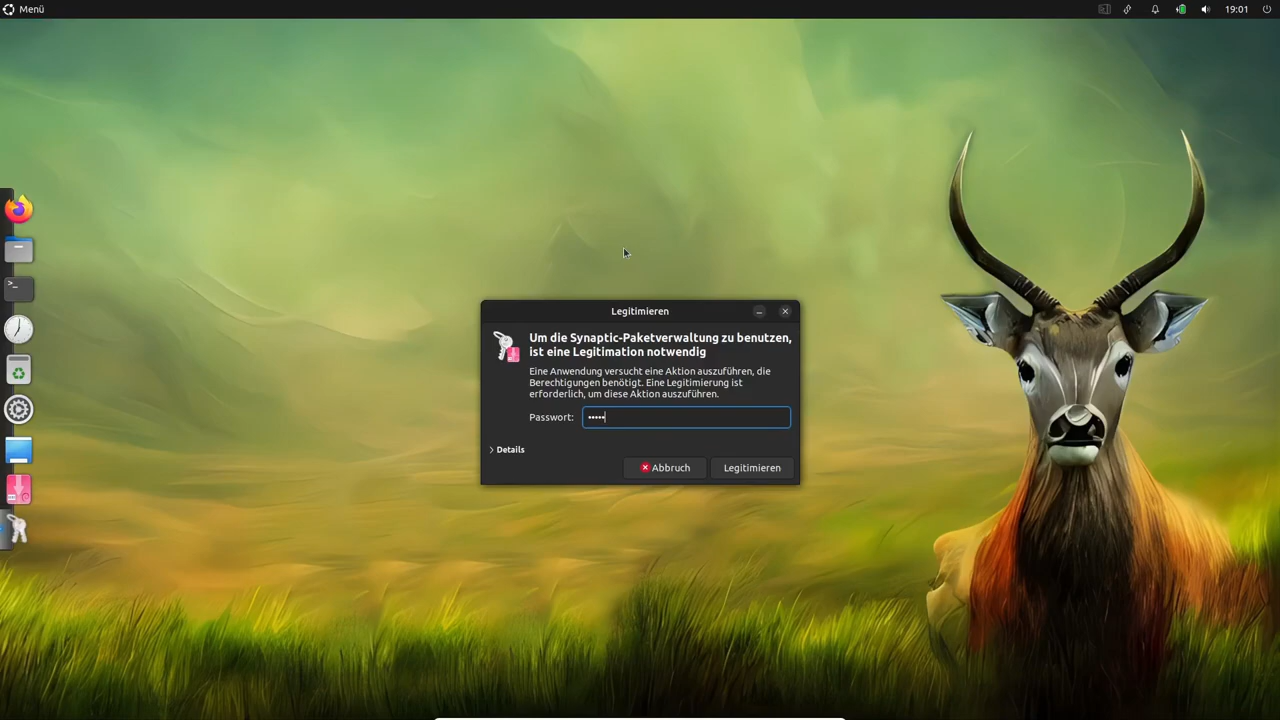 Menü
19:01
Legitimieren
Um die Synaptic-Paketverwaltung zu benutzen,
ist eine Legitimation notwendig
Eine Anwendung versucht eine Aktion auszuführen, die
Berechtigungen benötigt. Eine Legitimierung ist
erforderlich, um diese Aktion auszuführen.
Passwort: •••••
Details
Abbruch
Legitimieren